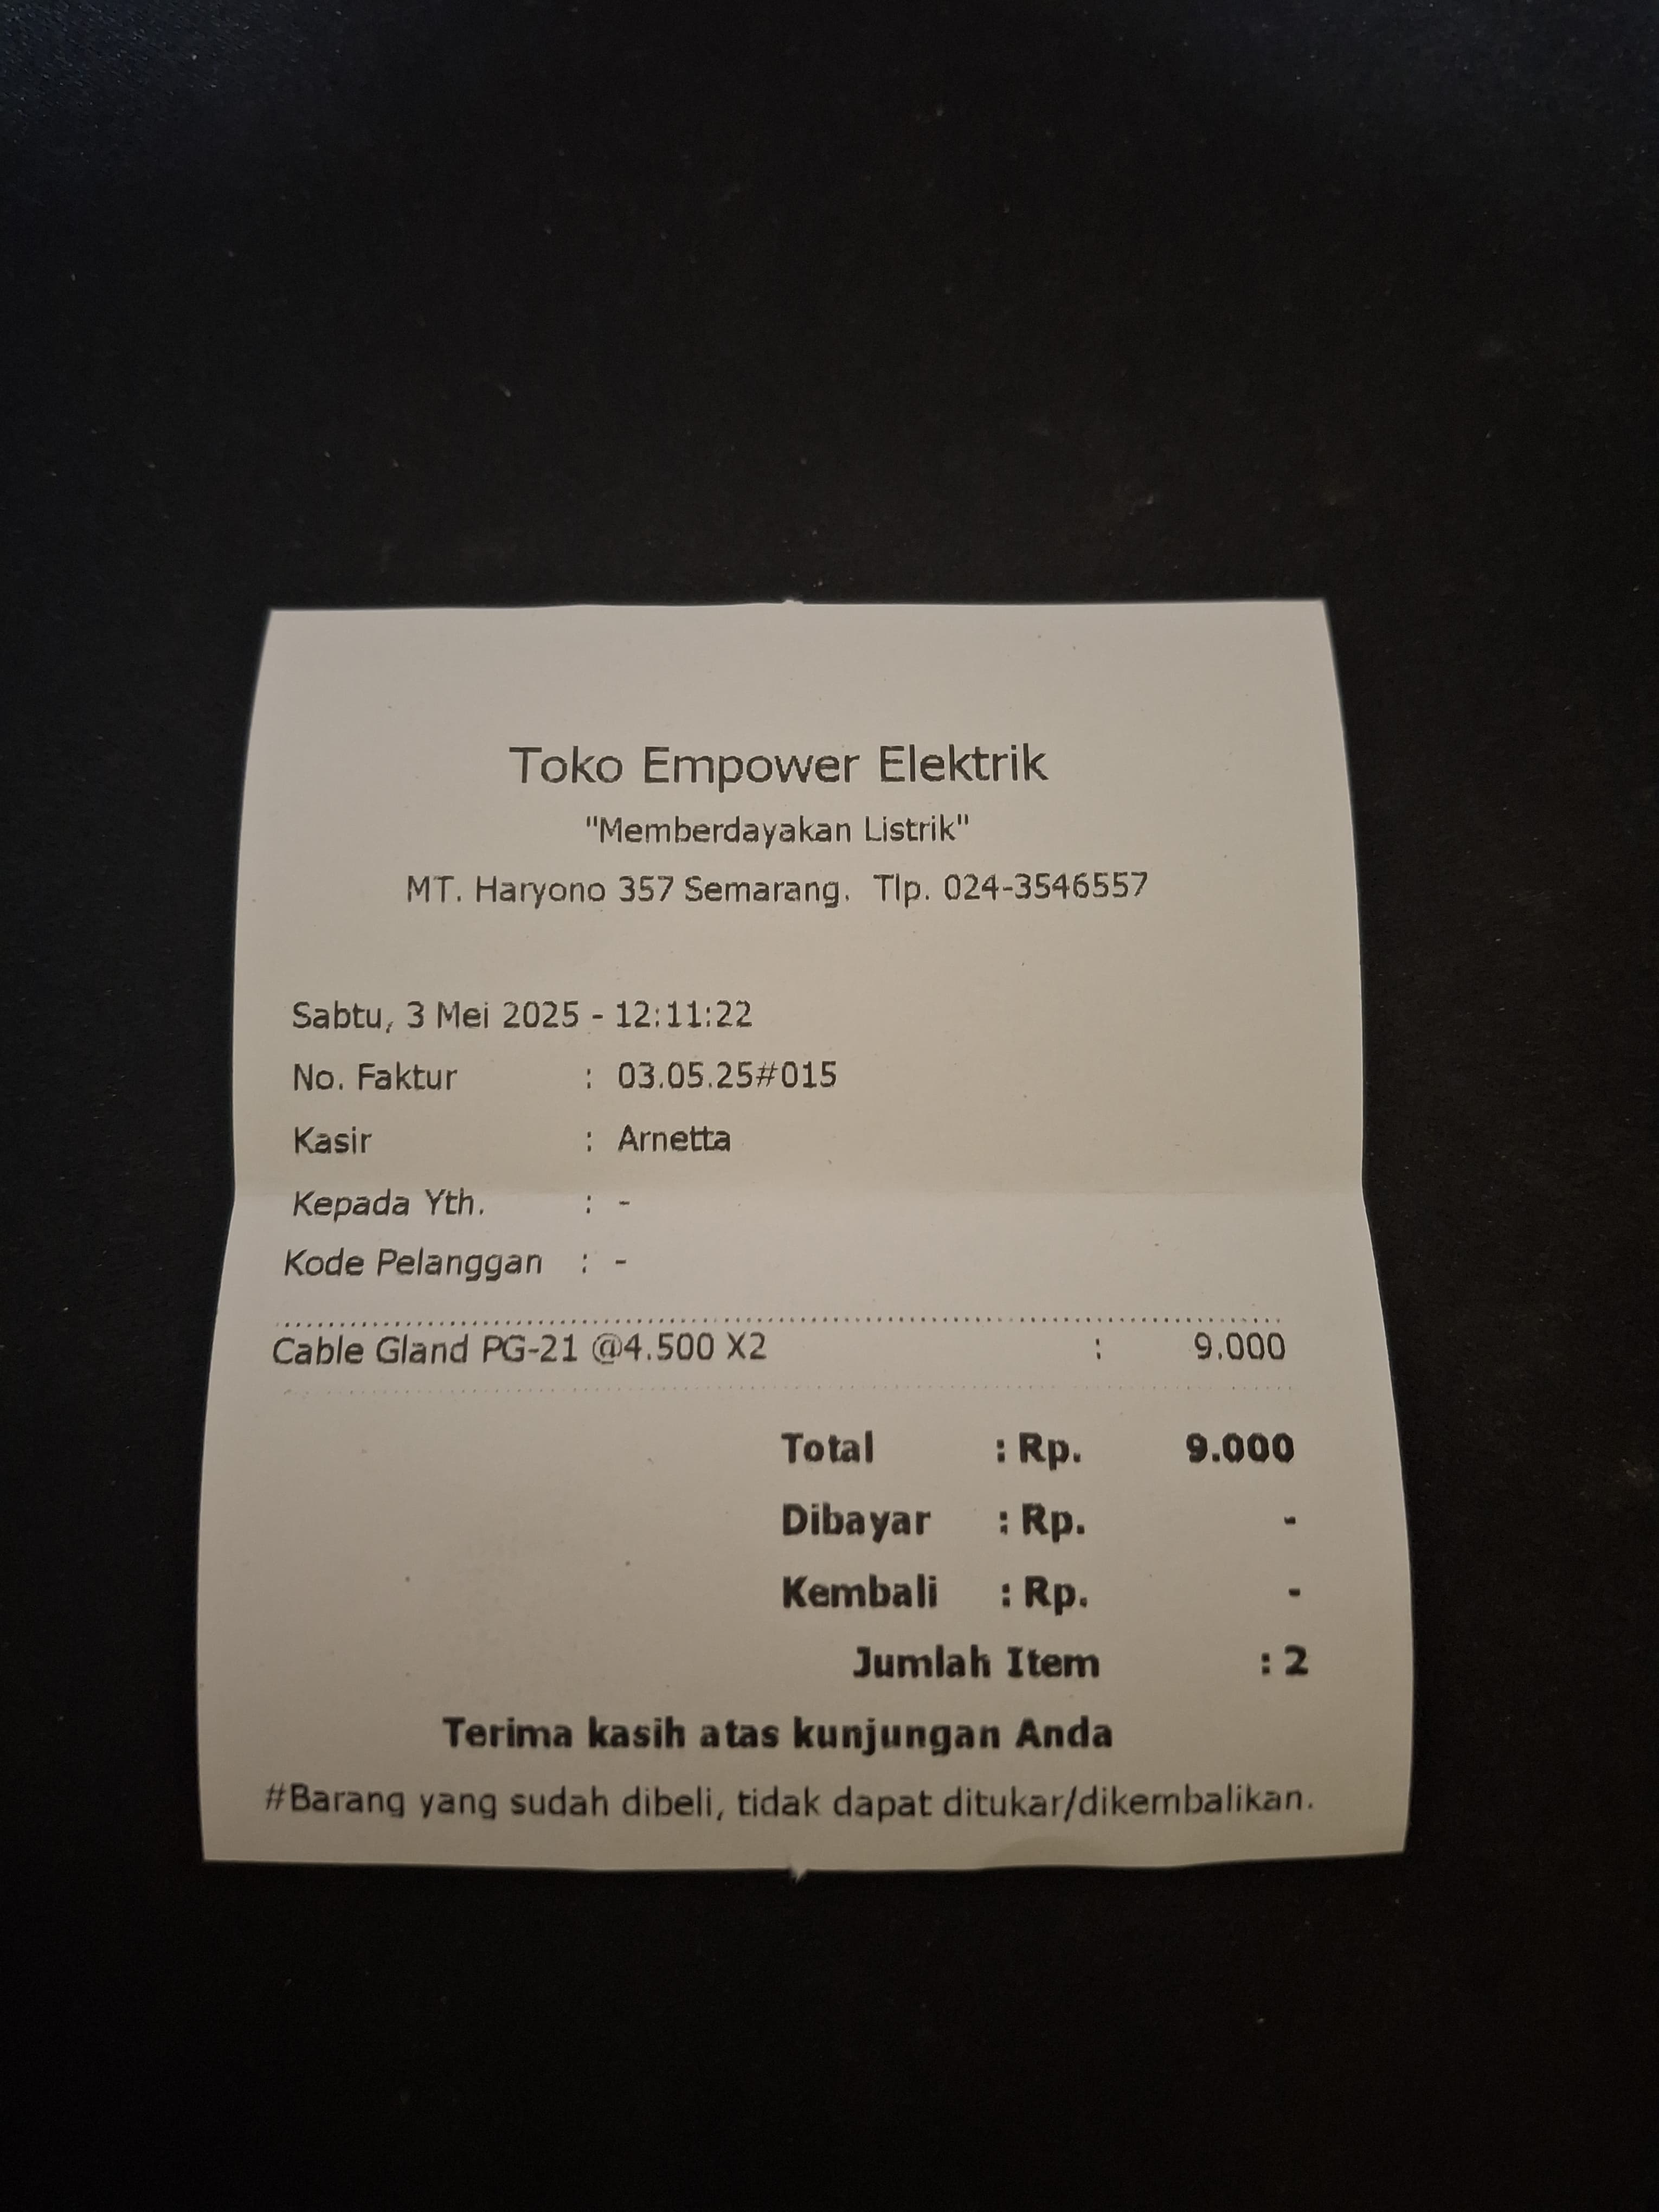 Toko Empower Elektrik
"Memberdayakan Listrik"
MT. Haryono 357 Semarang. Tlp. 024-3546557
Sabtu, 3 Mei 2025 - 12:11:22
No. Faktur : 03.05.25#015
Kasir : Arnetta
Kepada Yth. : -
Kode Pelanggan : -
Cable Gland PG-21 @4.500 X2 : 9.000
Total : Rp. 9.000
Dibayar : Rp. -
Kembali : Rp. -
Jumlah Item : 2
Terima kasih atas kunjungan Anda
#Barang yang sudah dibeli, tidak dapat ditukar/dikembalikan.